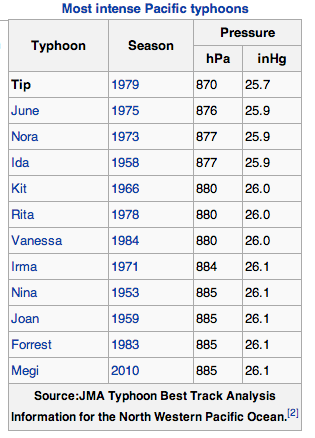 Most intense Pacific typhoons
Typhoon Season Pressure
hPa inHg
Tip 1979 870 25.7
June 1975 876 25.9
Nora 1973 877 25.9
Ida 1958 877 25.9
Kit 1966 880 26.0
Rita 1978 880 26.0
Vanessa 1984 880 26.0
Irma 1971 884 26.1
Nina 1953 885 26.1
Joan 1959 885 26.1
Forrest 1983 885 26.1
Megi 2010 885 26.1
Source:JMA Typhoon Best Track Analysis
Information for the North Western Pacific Ocean.[2]